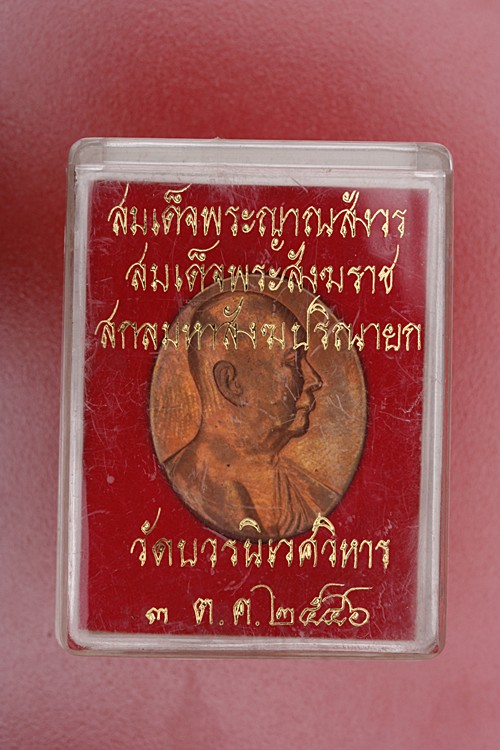 สมเด็จพระญาณสังวร
สมเด็จพระสังฆราช
สกลมหาสังฆปริณายก
วัดบวรนิเวศวิหาร
๓ ต.ค.๒๕๔๖